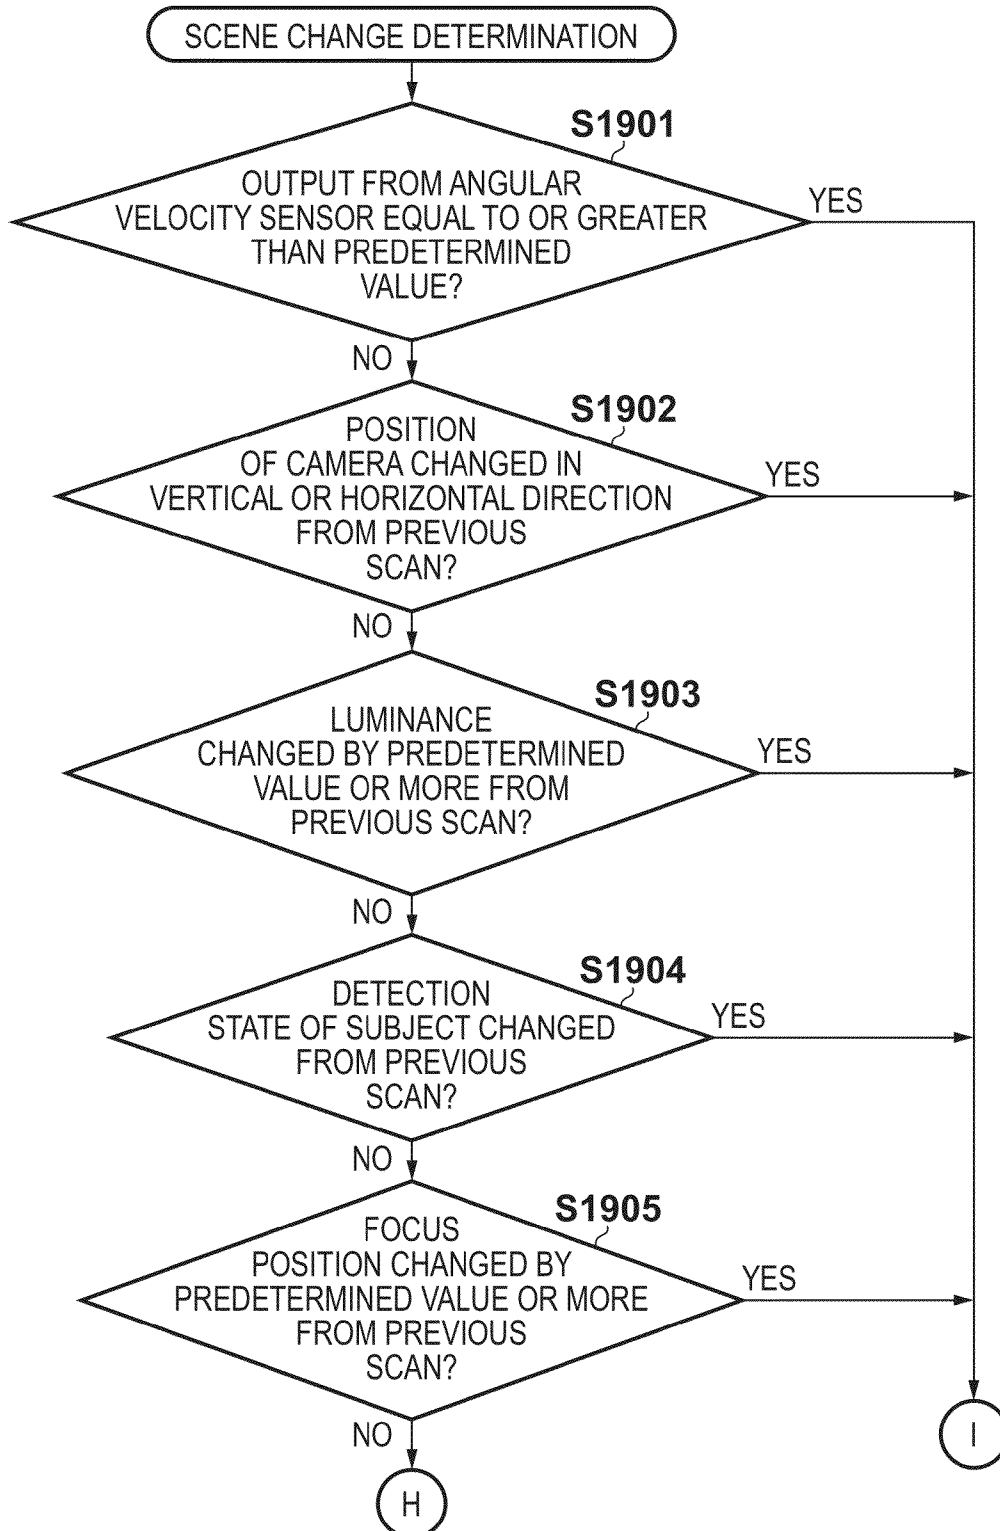 SCENE CHANGE DETERMINATION
S1901
OUTPUT FROM ANGULAR
VELOCITY SENSOR EQUAL TO OR GREATER
THAN PREDETERMINED
VALUE?
YES
NO
S1902
POSITION
OF CAMERA CHANGED IN
VERTICAL OR HORIZONTAL DIRECTION
FROM PREVIOUS
SCAN?
YES
NO
S1903
LUMINANCE
CHANGED BY PREDETERMINED
VALUE OR MORE FROM
PREVIOUS SCAN?
YES
NO
S1904
DETECTION
STATE OF SUBJECT CHANGED
FROM PREVIOUS
SCAN?
YES
NO
S1905
FOCUS
POSITION CHANGED BY
PREDETERMINED VALUE OR MORE
FROM PREVIOUS
SCAN?
YES
NO
I
H